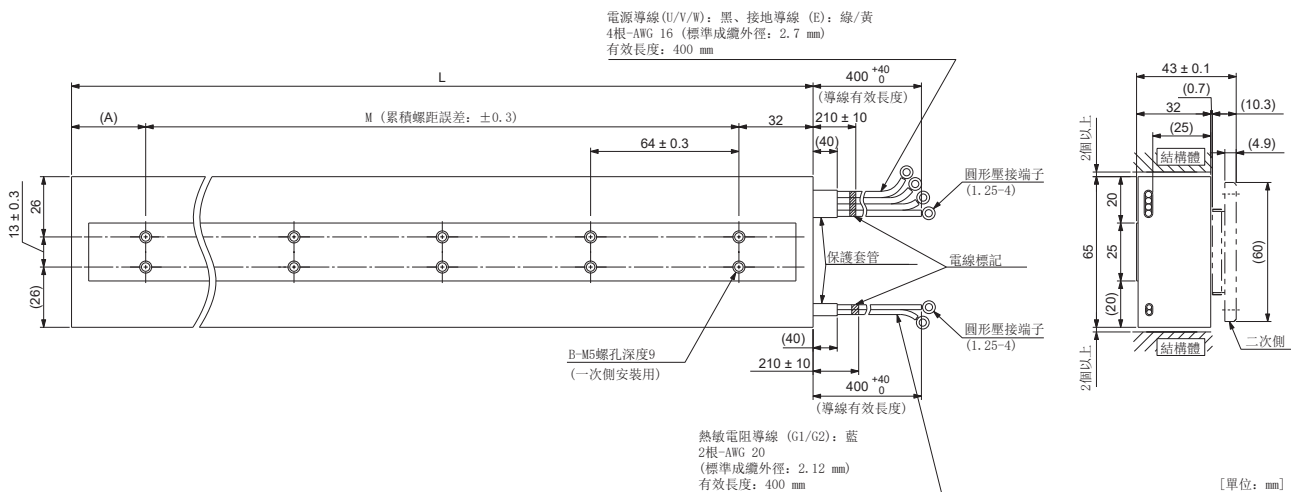 電源導線(U/V/W): 黑、接地導線 (E): 綠/黃
4根-AWG 16 (標準成纜外徑: 2.7 mm)
有效長度: 400 mm
L
400 +40 0
(導線有效長度)
(A)
M (累積螺距誤差: ±0.3)
32
210 ± 10
64 ± 0.3
(40)
圓形壓接端子
(1.25-4)
26
13 ± 0.3
(26)
保護套管
電線標記
圓形壓接端子
(1.25-4)
B-M5螺孔深度9
(一次側安裝用)
(40)
210 ± 10
400 +40 0
(導線有效長度)
熱敏電阻導線 (G1/G2): 藍
2根-AWG 20
(標準成纜外徑: 2.12 mm)
有效長度: 400 mm
43 ± 0.1
(0.7)
32
(10.3)
(25)
(4.9)
2個以上
結構體
20
65
25
(60)
(20)
2個以上
結構體
二次側
[單位: mm]